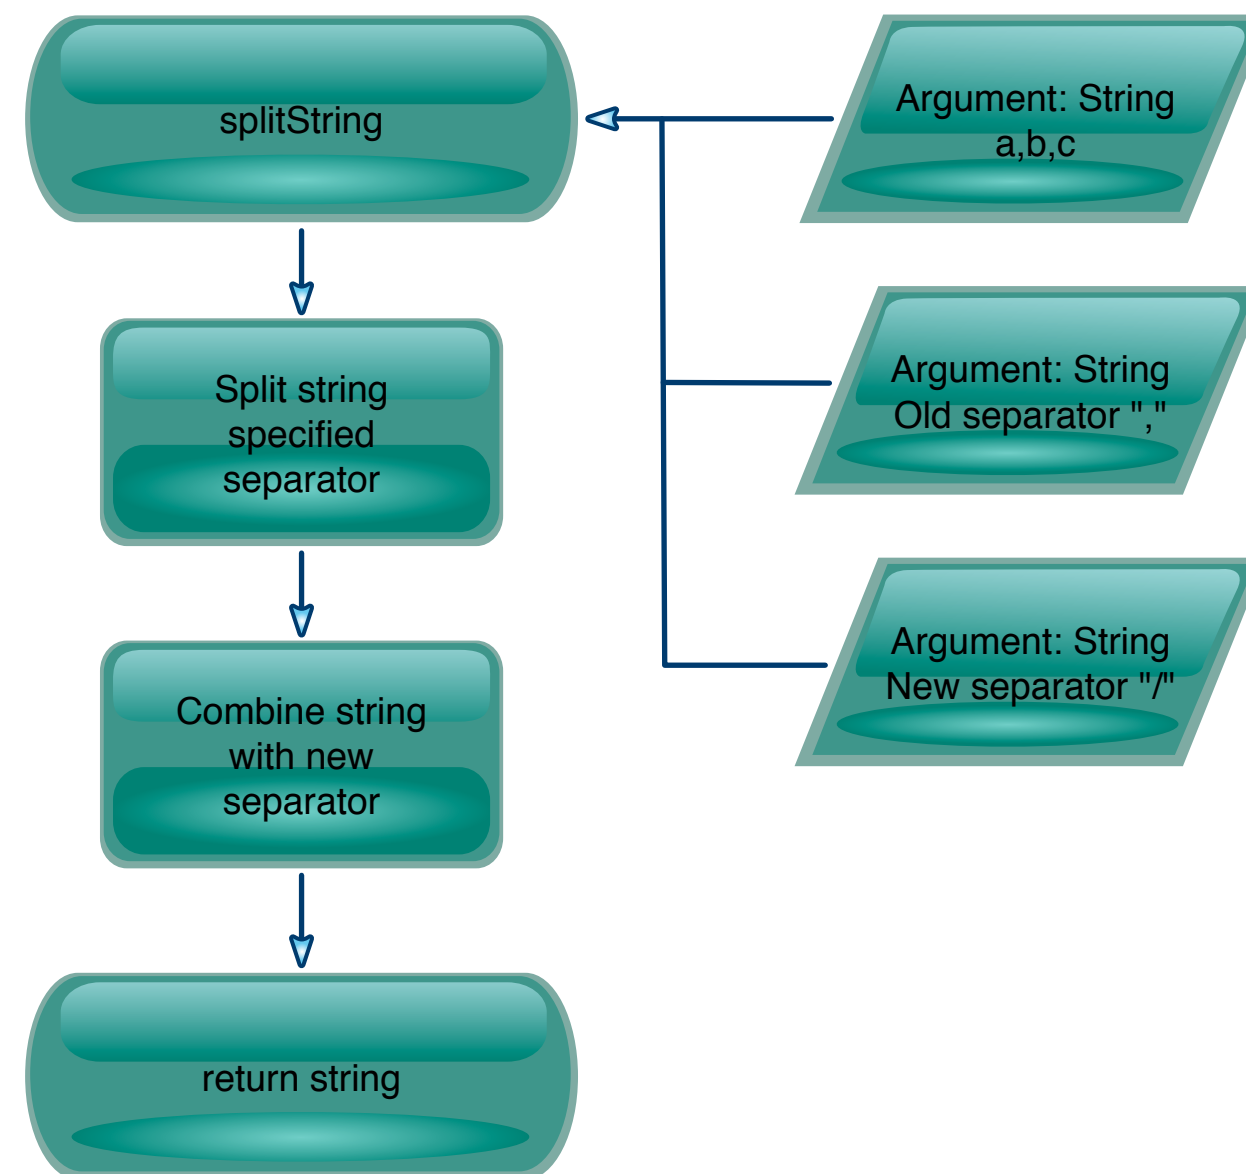 splitString
Argument: String
a,b,c
Split string
specified
separator
Argument: String
Old separator ","
Combine string
with new
separator
Argument: String
New separator "/"
return string